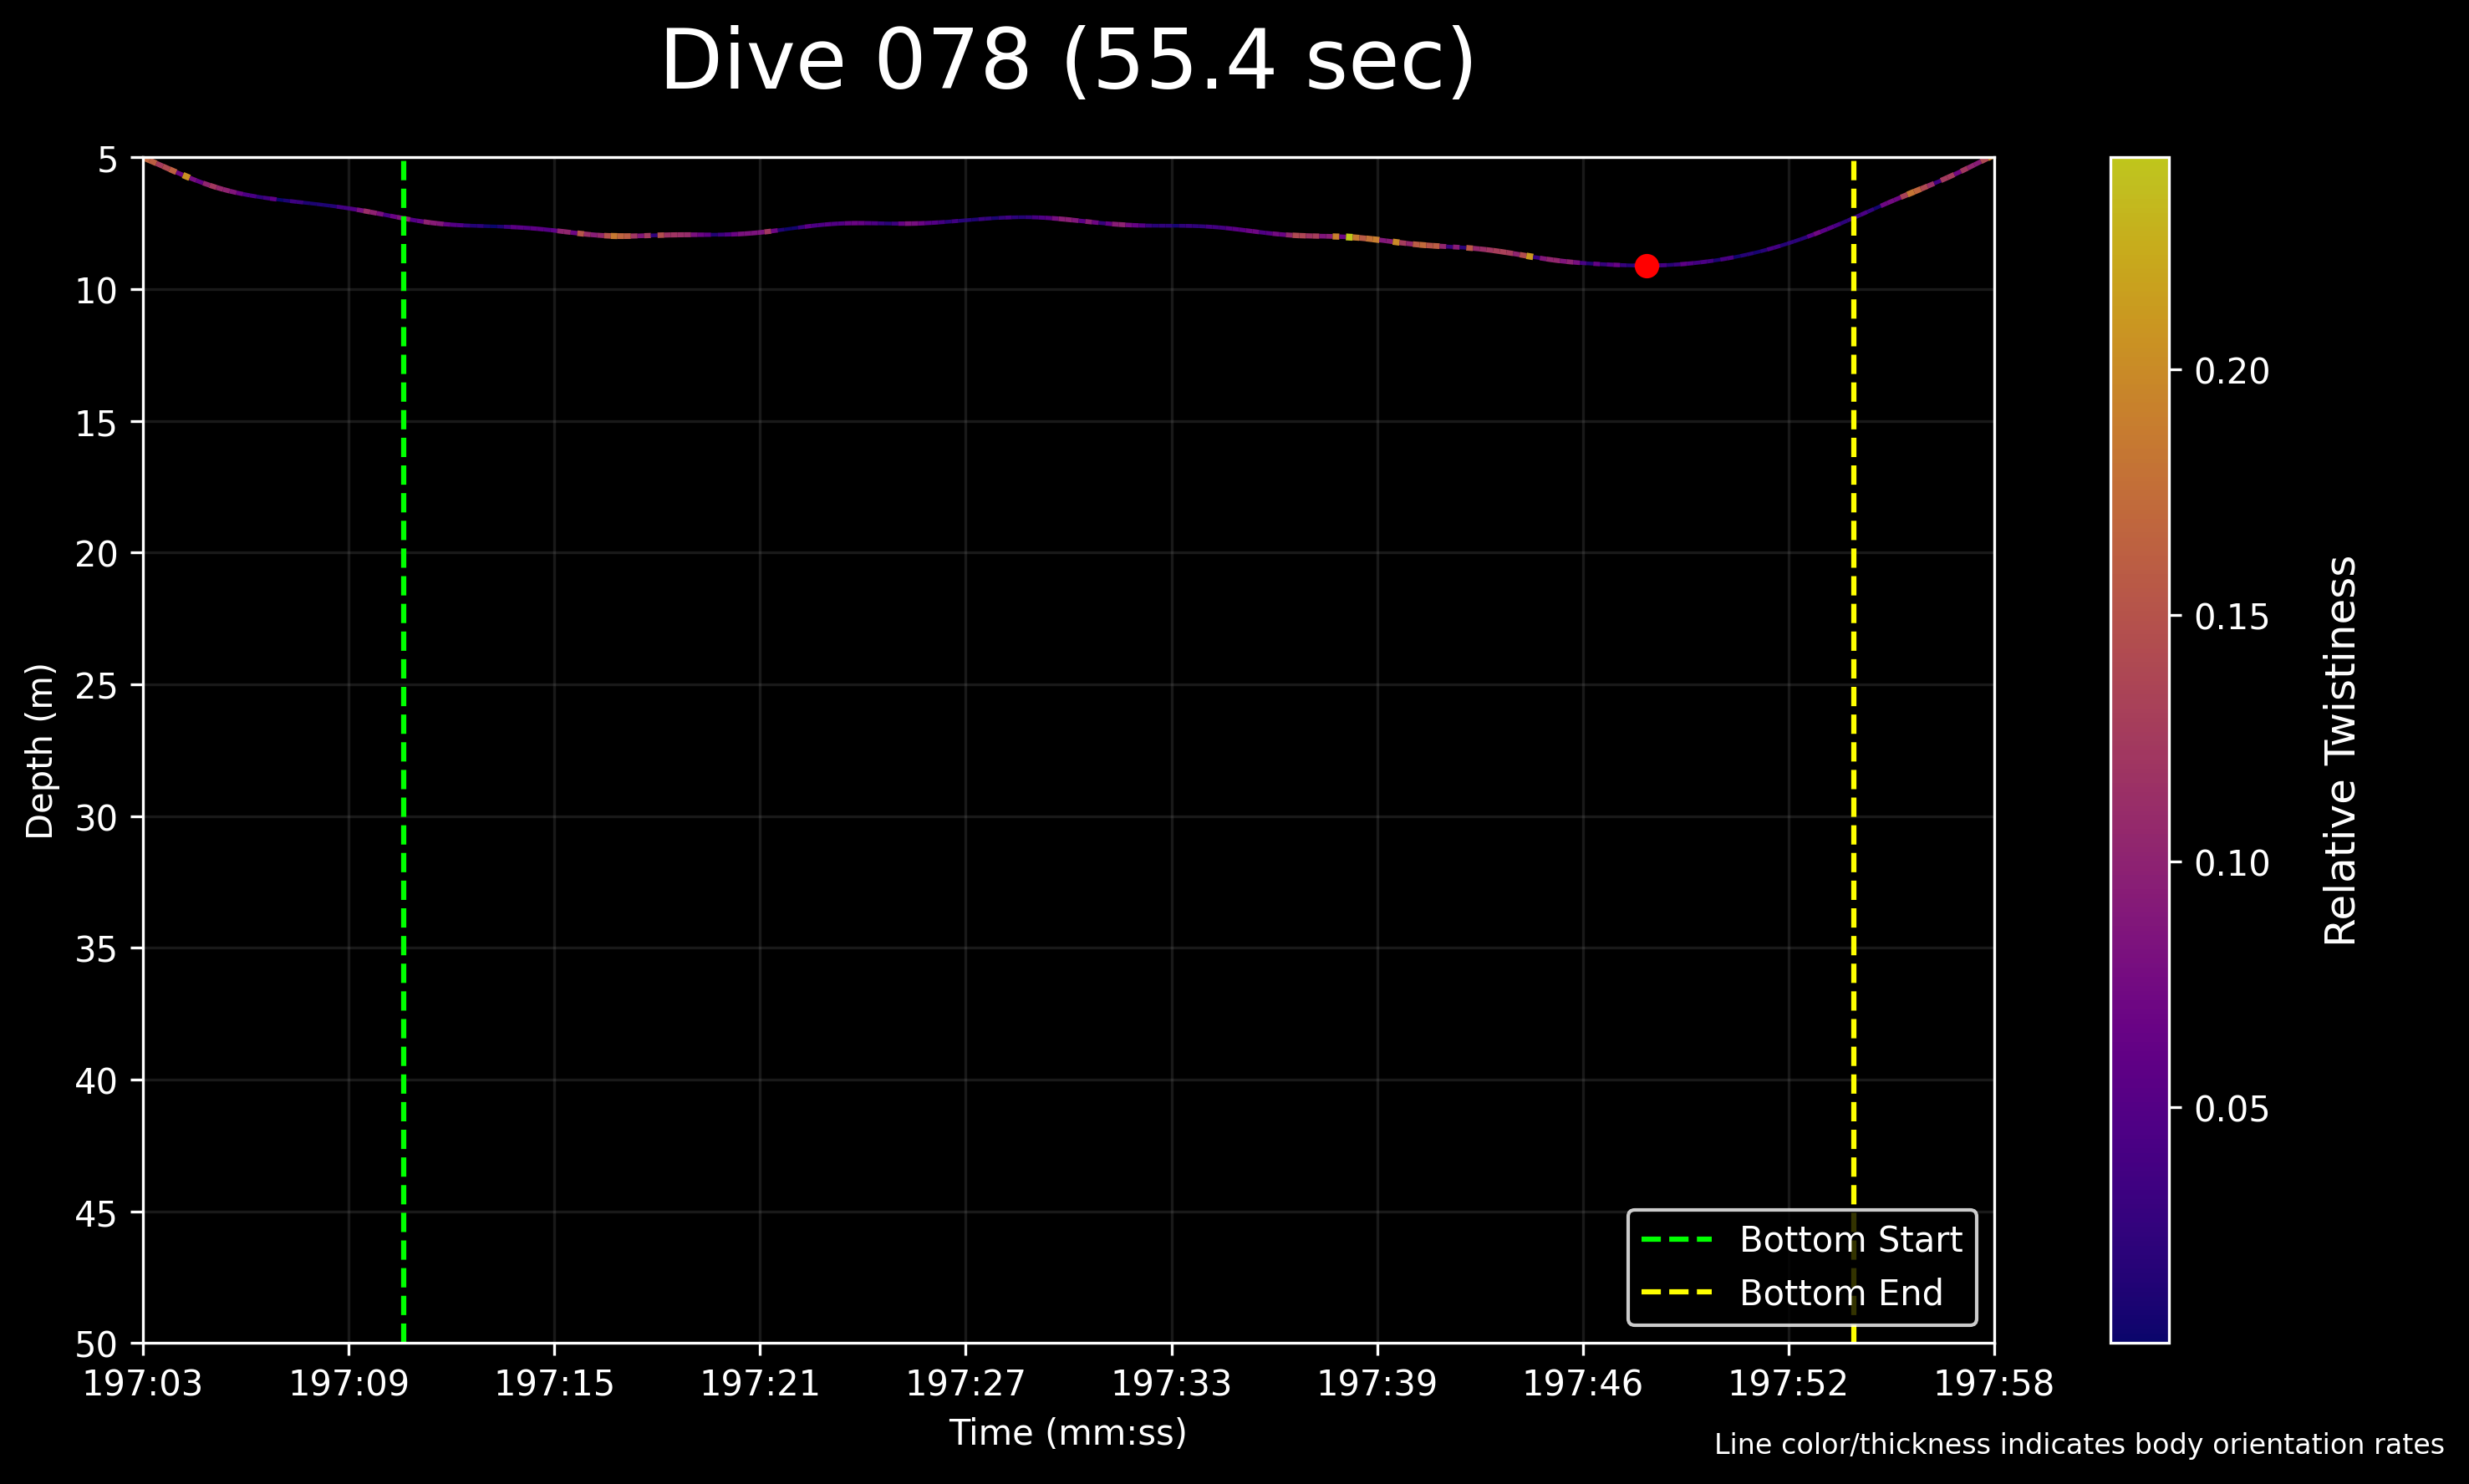 Dive 078 (55.4 sec)
5
10
15
20
25
30
35
40
45
50
Depth (m)
197:03 197:09 197:15 197:21 197:27 197:33 197:39 197:46 197:52 197:58
Time (mm:ss)
Bottom Start
Bottom End
0.20
0.15
0.10
0.05
Relative Twistiness
Line color/thickness indicates body orientation rates